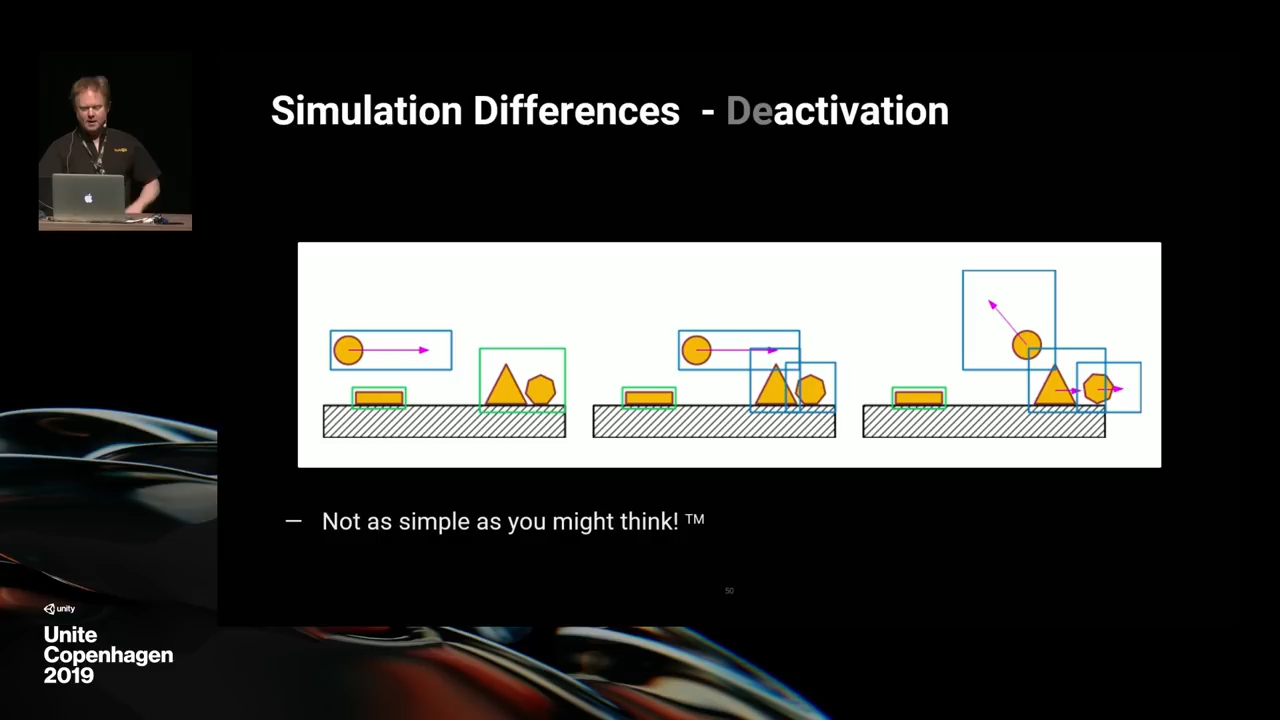 Simulation Differences - Deactivation
— Not as simple as you might think! ™
50
unity
Unite
Copenhagen
2019